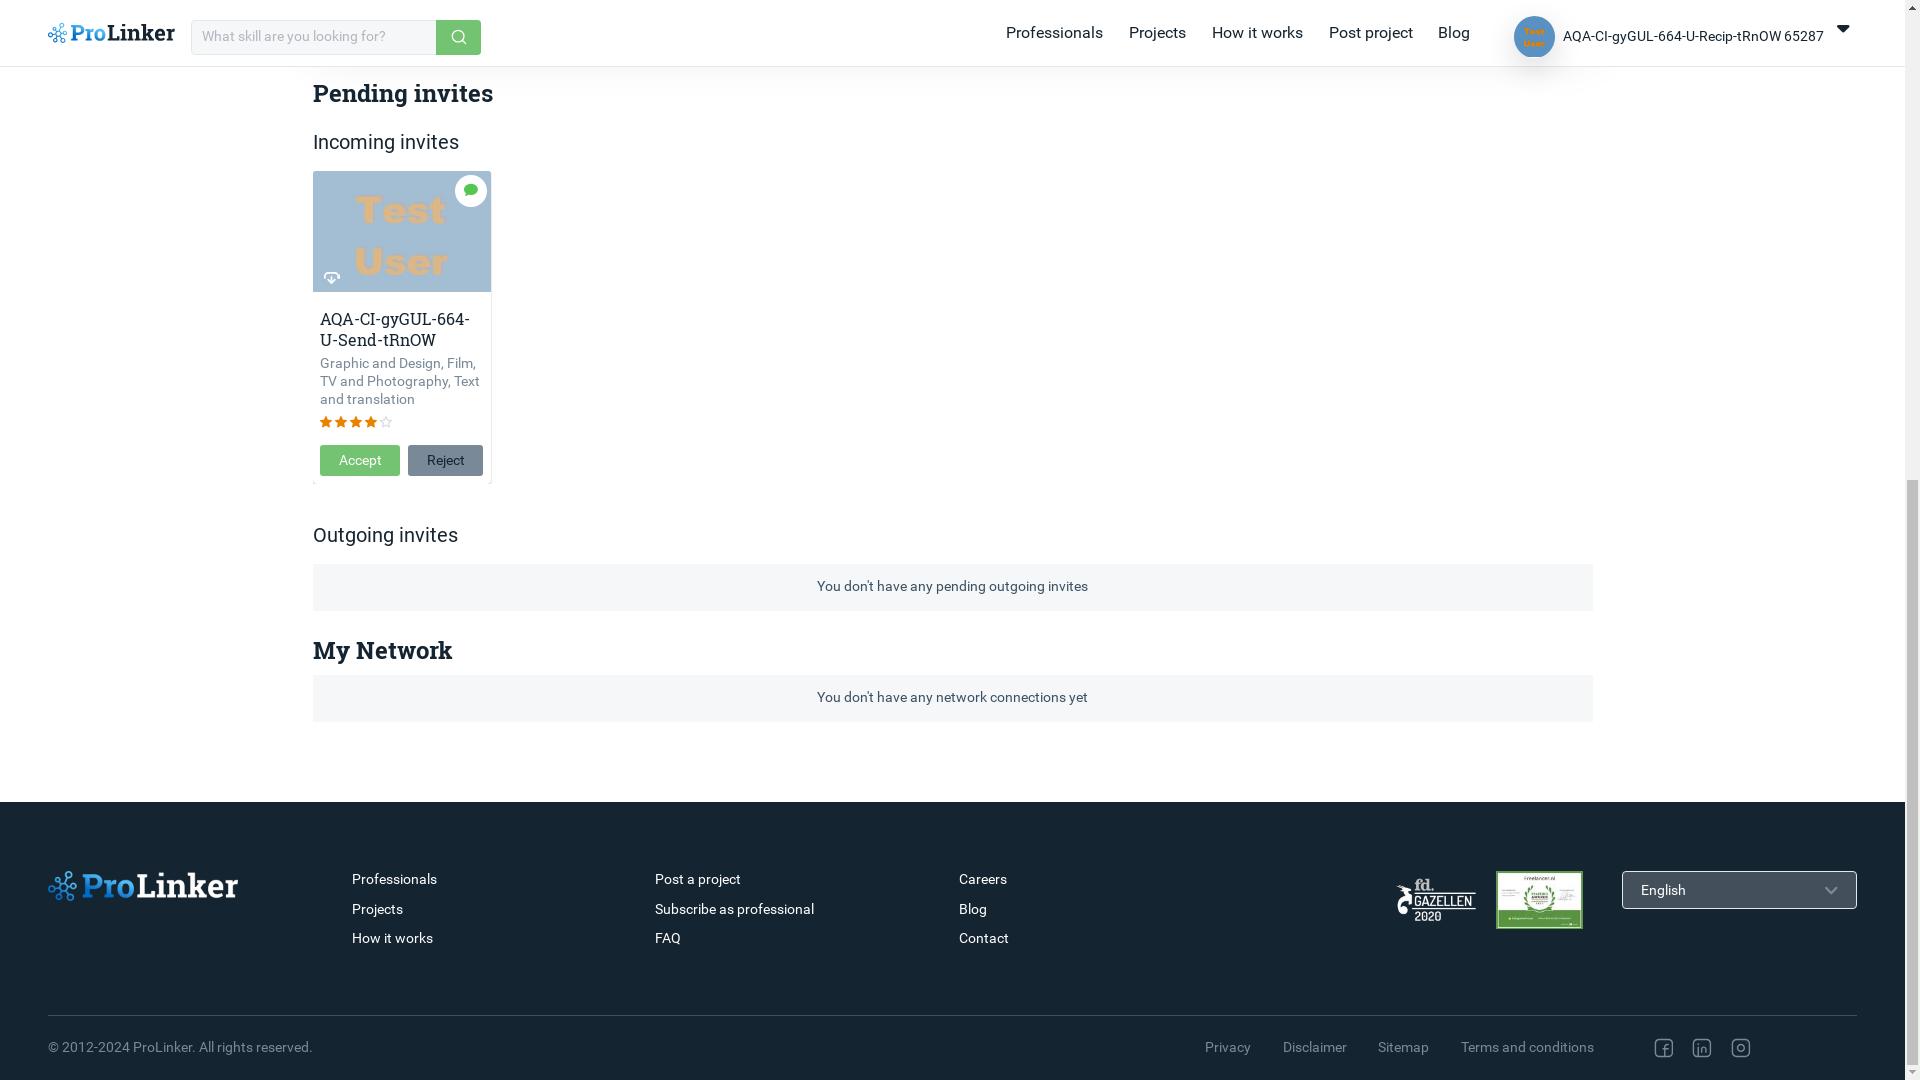 ProLinker
What skill are you looking for?
Professionals
Projects
How it works
Post project
Blog
Test
User
AQA-CI-gyGUL-664-U-Recip-tRnOW 65287
Pending invites
Incoming invites
Test
User
AQA-CI-gyGUL-664-
U-Send-tRnOW
Graphic and Design, Film,
TV and Photography, Text
and translation
Accept
Reject
Outgoing invites
You don't have any pending outgoing invites
My Network
You don't have any network connections yet
ProLinker
Professionals
Projects
How it works
Post a project
Subscribe as professional
FAQ
Careers
Blog
Contact
fd.
GAZELLEN
2020
Freelancer.nl
English
© 2012-2024 ProLinker. All rights reserved.
Privacy
Disclaimer
Sitemap
Terms and conditions